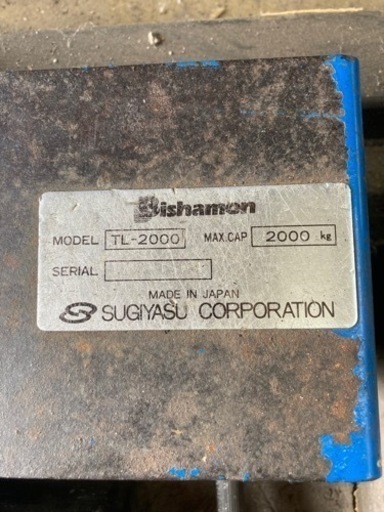 Bishamon
MODEL TL-2000 MAX.CAP 2000 kg
SERIAL
MADE IN JAPAN
SUGIYASU CORPORATION